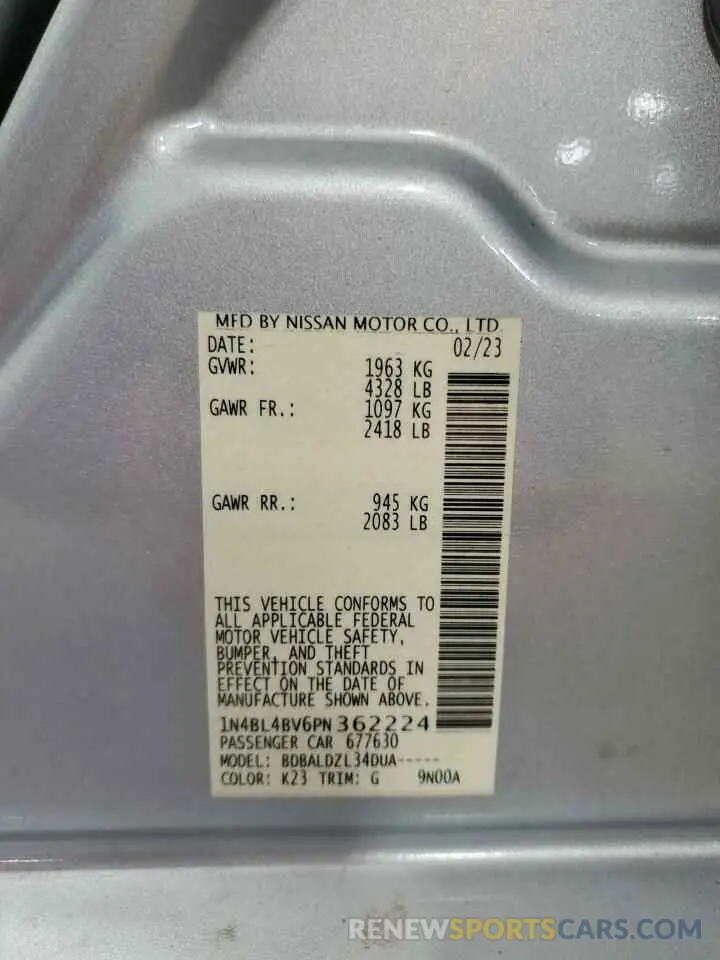 MFD BY NISSAN MOTOR CO., LTD.
DATE: 02/23
GVWR: 1963 KG
4328 LB
GAWR FR.: 1097 KG
2418 LB
GAWR RR.: 945 KG
2083 LB
THIS VEHICLE CONFORMS TO
ALL APPLICABLE FEDERAL
MOTOR VEHICLE SAFETY,
BUMPER, AND THEFT
PREVENTION STANDARDS IN
EFFECT ON THE DATE OF
MANUFACTURE SHOWN ABOVE.
1N4BL4BV6PN362224
PASSENGER CAR 677630
MODEL: BDBALDZL34DUA-----
COLOR: K23 TRIM: G 9N00A
RENEWSPORTSCARS.COM